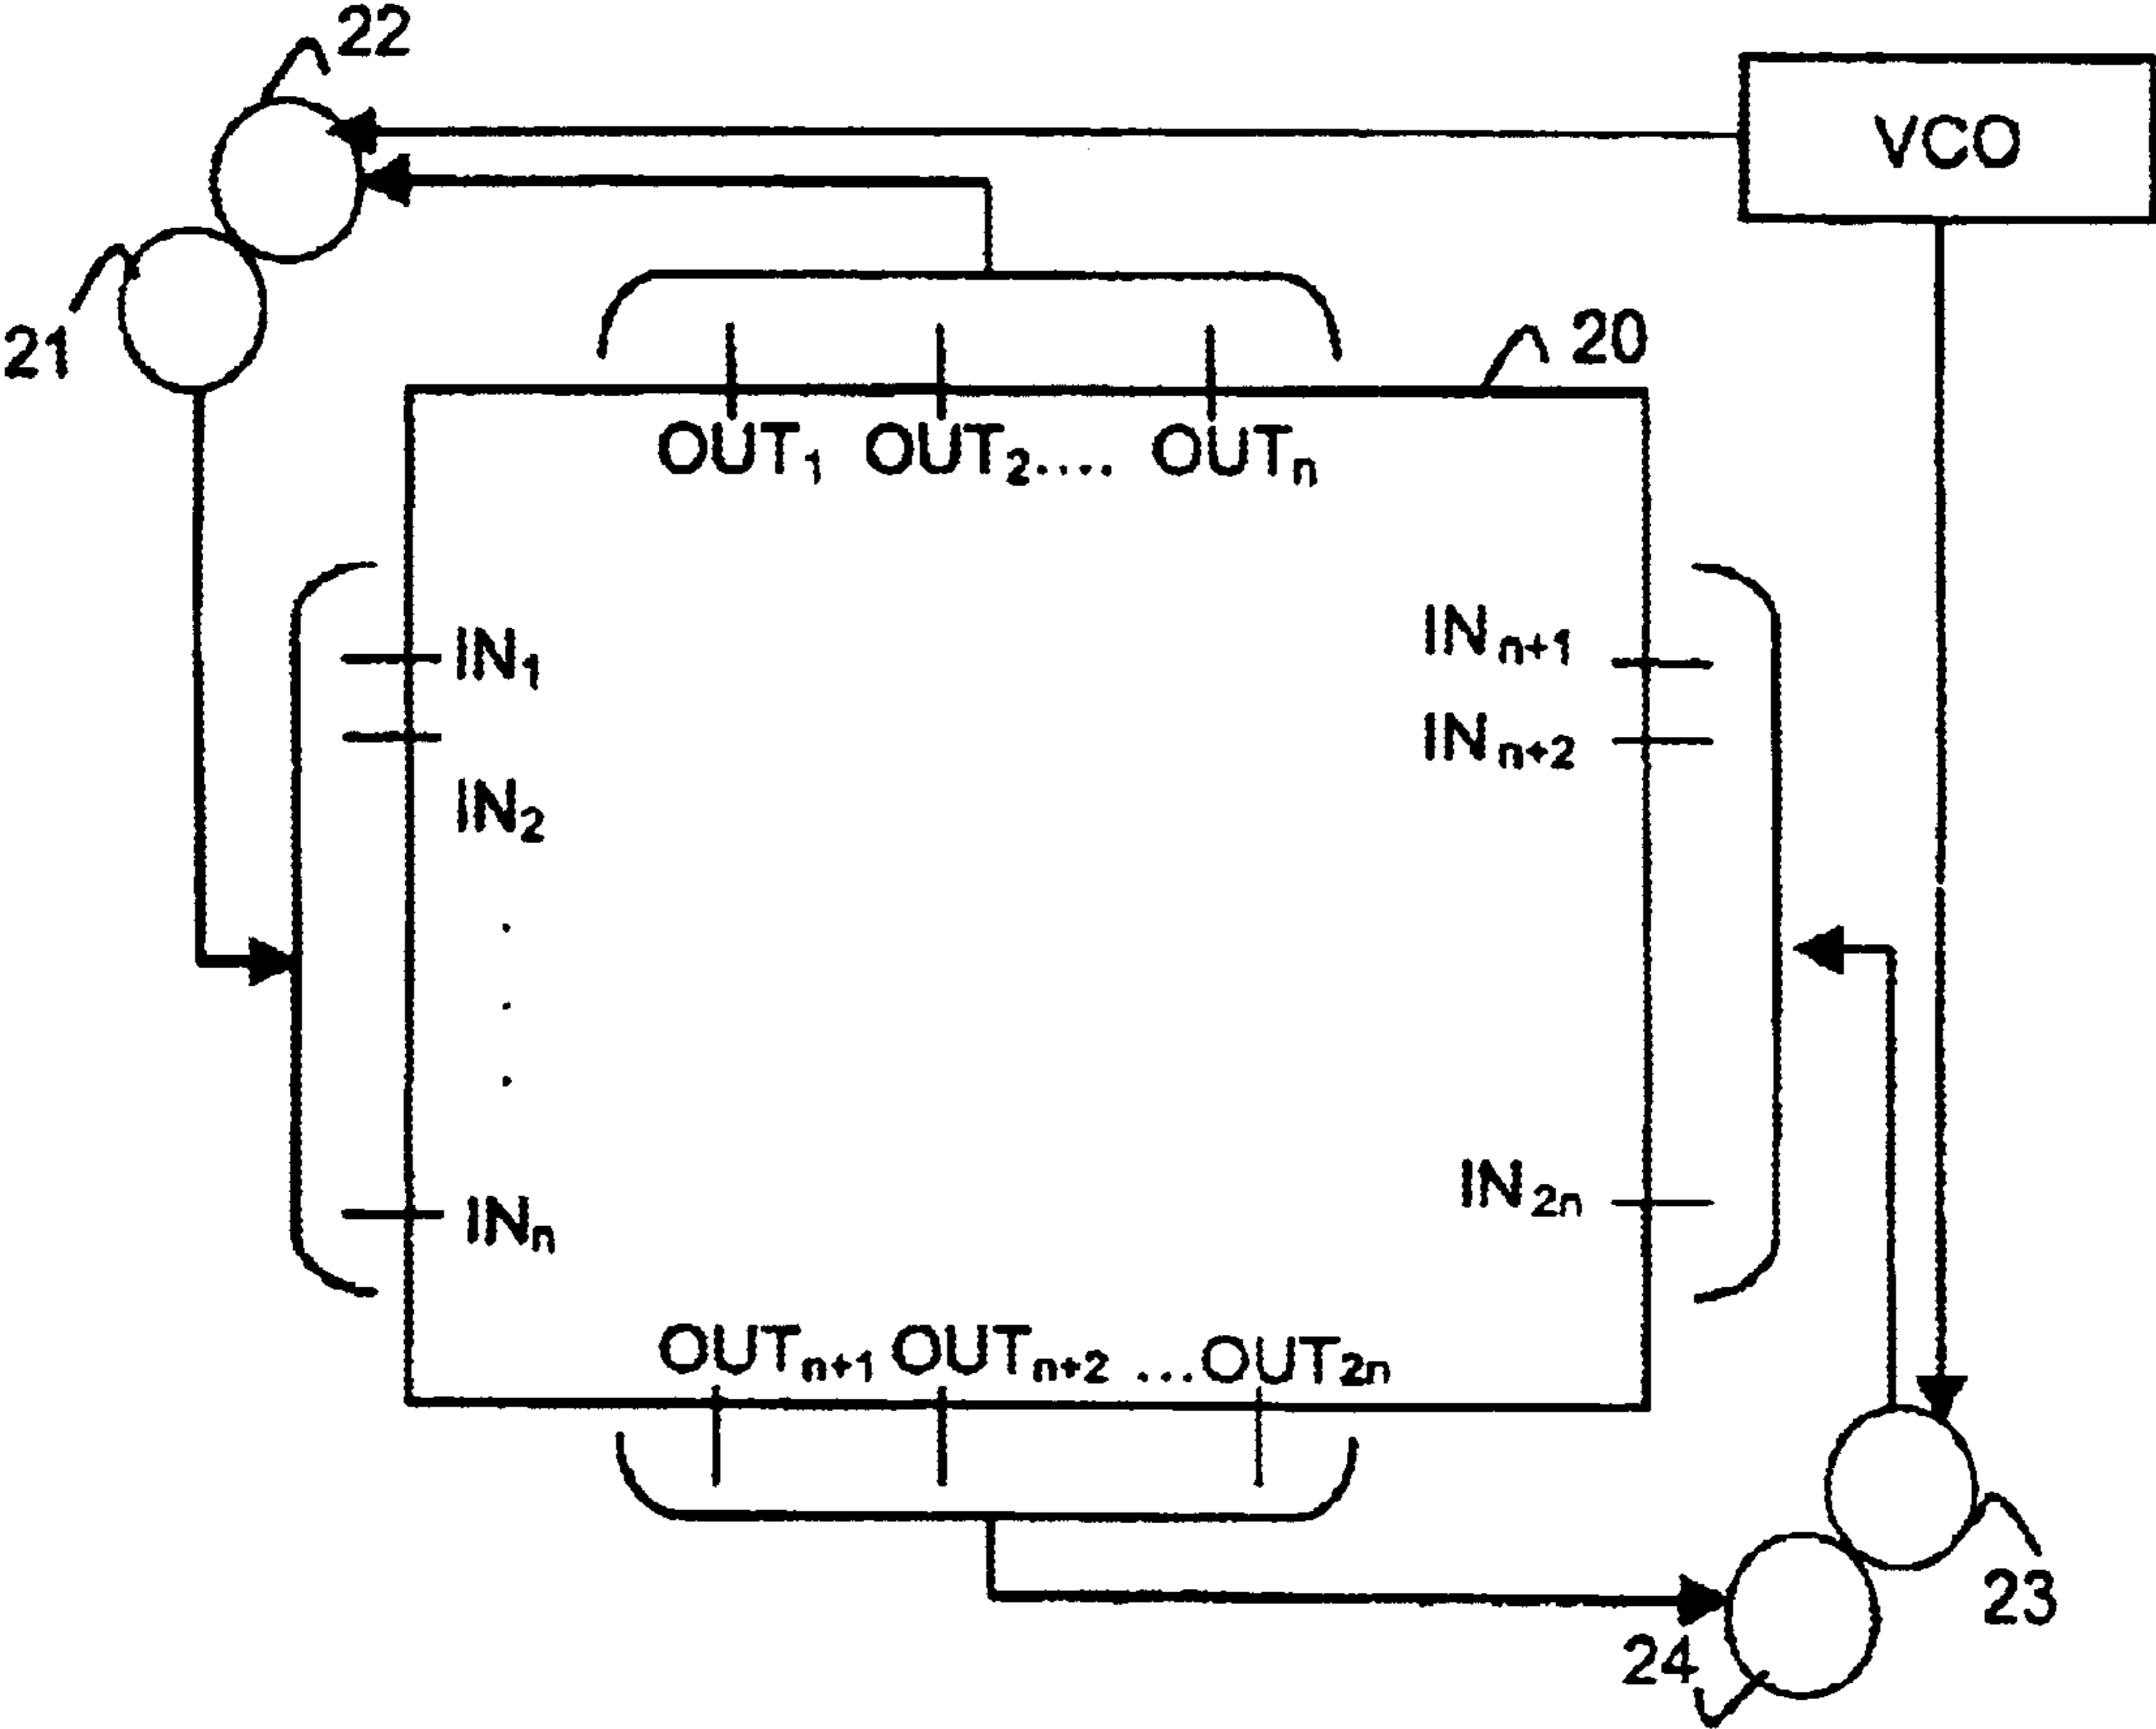 22
VCO
21
20
OUT₁ OUT₂.... OUTₙ
IN₁
INₙ₊₁
INₙ₊₂
IN₂
.
.
.
INₙ
IN₂ₙ
OUTₙ₊₁ OUTₙ₊₂ ...OUT₂ₙ
23
24